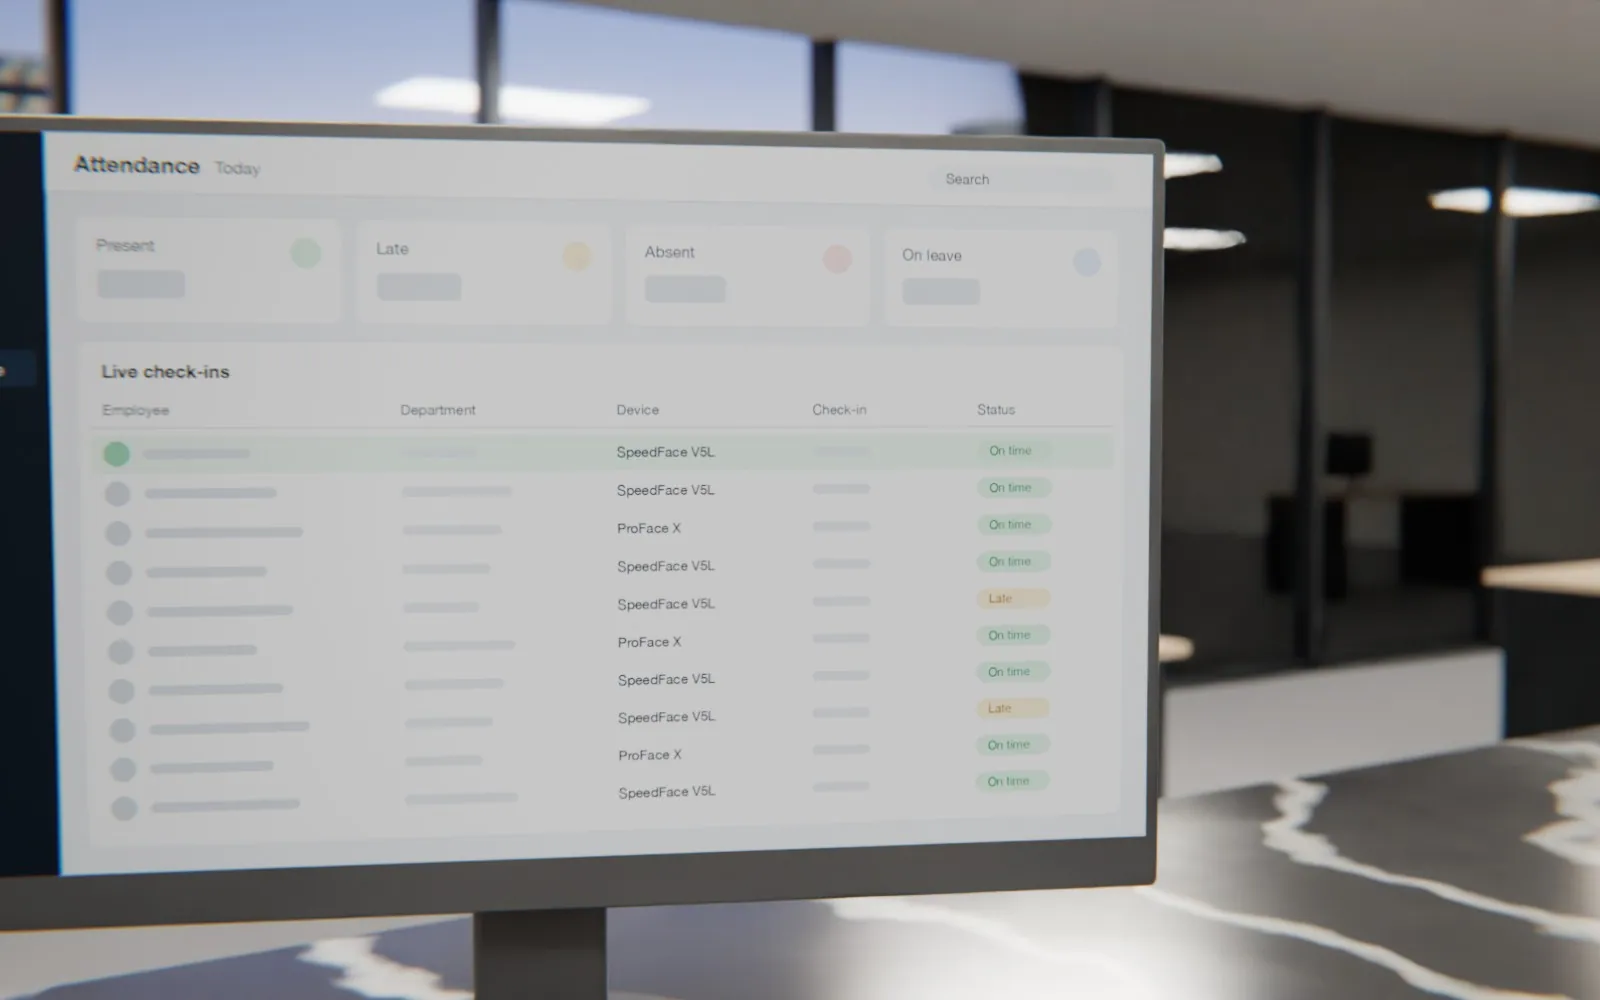 Attendance Today
Search
Present
Late
Absent
On leave
Live check-ins
Employee Department Device Check-in Status
SpeedFace V5L On time
SpeedFace V5L On time
ProFace X On time
SpeedFace V5L On time
SpeedFace V5L Late
ProFace X On time
SpeedFace V5L On time
SpeedFace V5L Late
ProFace X On time
SpeedFace V5L On time